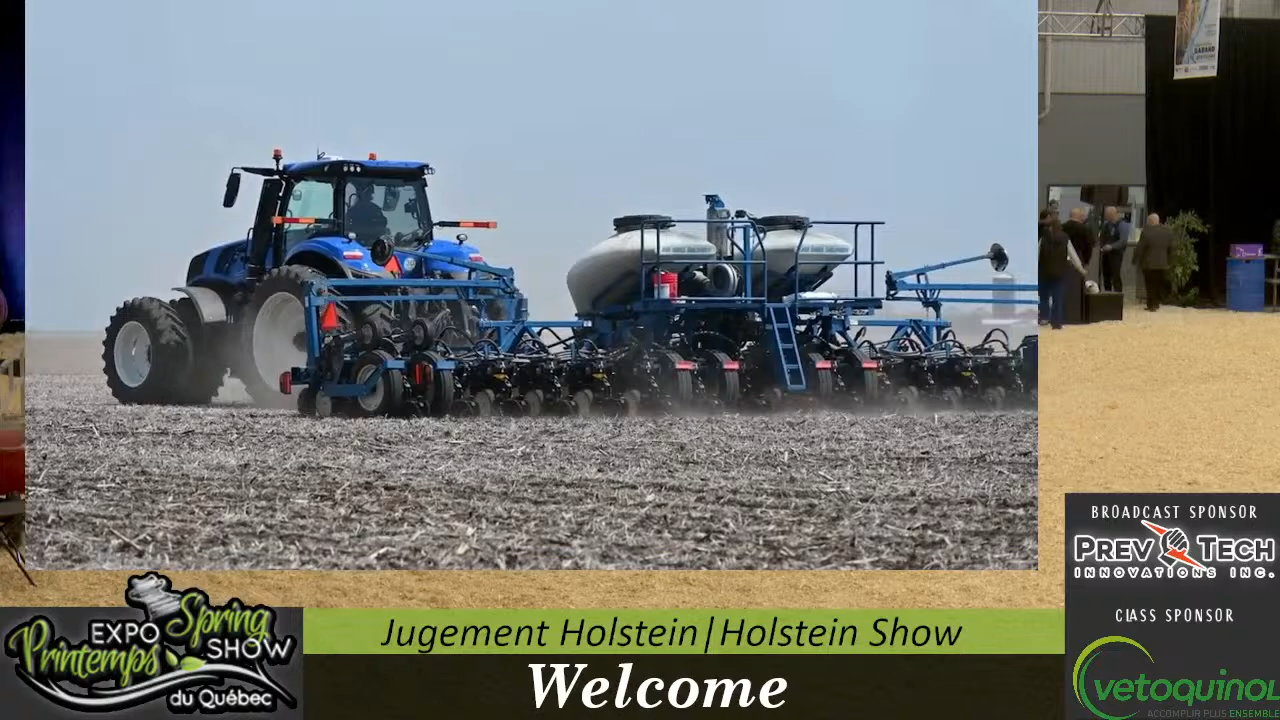 BROADCAST SPONSOR
PREV TECH
INNOVATIONS INC.
CLASS SPONSOR
vetoquinol
ACCOMPLIR PLUS ENSEMBLE
EXPO Spring
Printemps SHOW
du Québec
Jugement Holstein|Holstein Show
Welcome